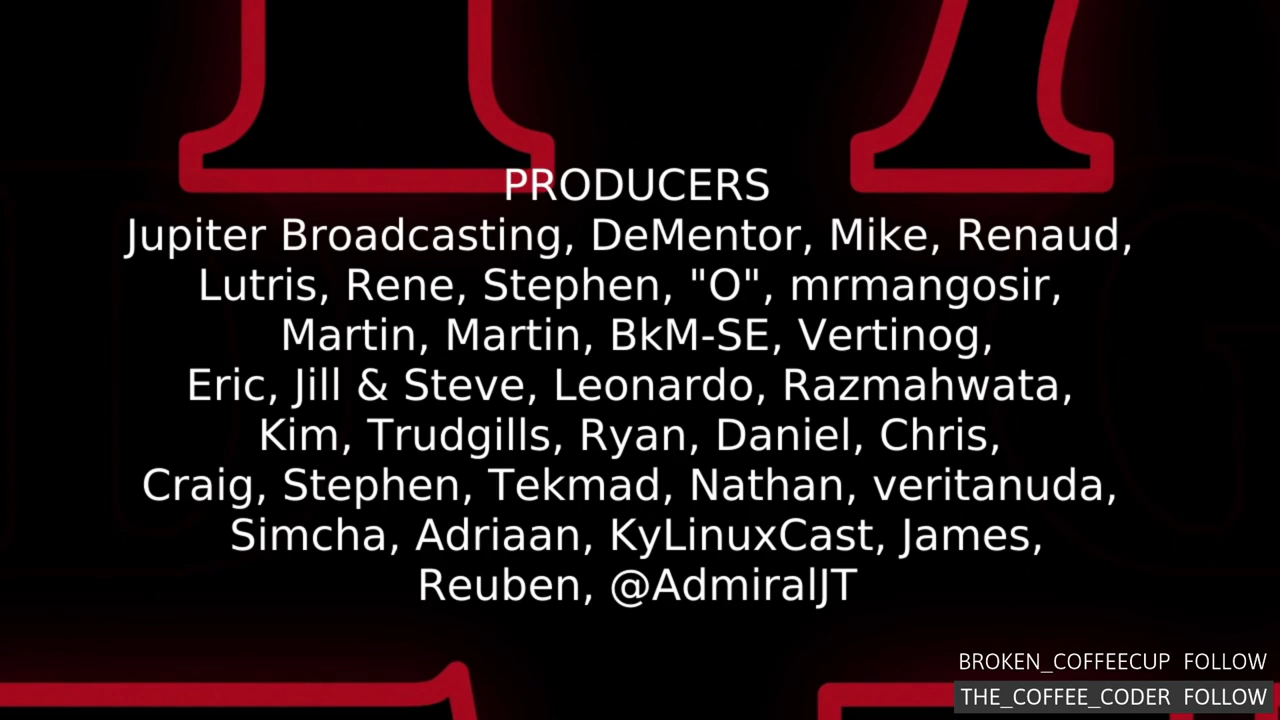 PRODUCERS
Jupiter Broadcasting, DeMentor, Mike, Renaud,
Lutris, Rene, Stephen, "O", mrmangosir,
Martin, Martin, BkM-SE, Vertinog,
Eric, Jill & Steve, Leonardo, Razmahwata,
Kim, Trudgills, Ryan, Daniel, Chris,
Craig, Stephen, Tekmad, Nathan, veritanuda,
Simcha, Adriaan, KyLinuxCast, James,
Reuben, @AdmiralJT
BROKEN_COFFEECUP FOLLOW
THE_COFFEE_CODER FOLLOW